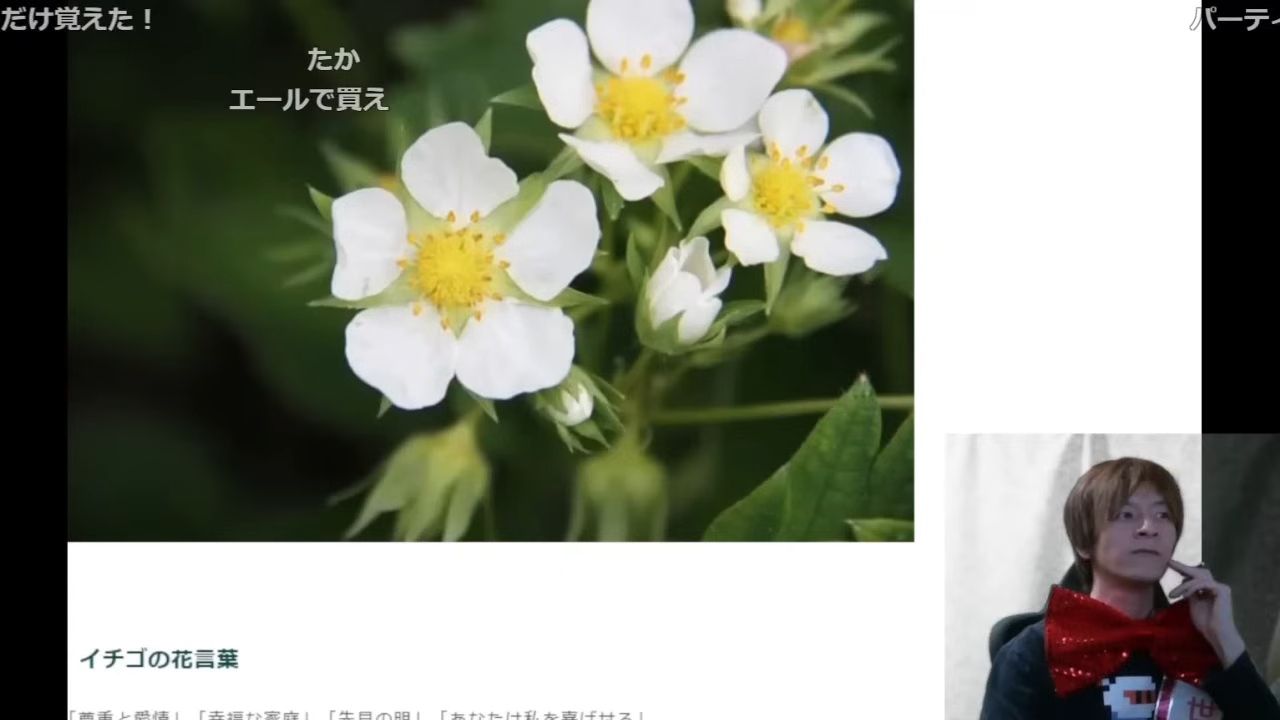 だけ覚えた！
パーティ
たか
エールで買え
イチゴの花言葉
「尊重と愛情」「幸福な家庭」「先見の明」「あなたは私を喜ばせる」
世